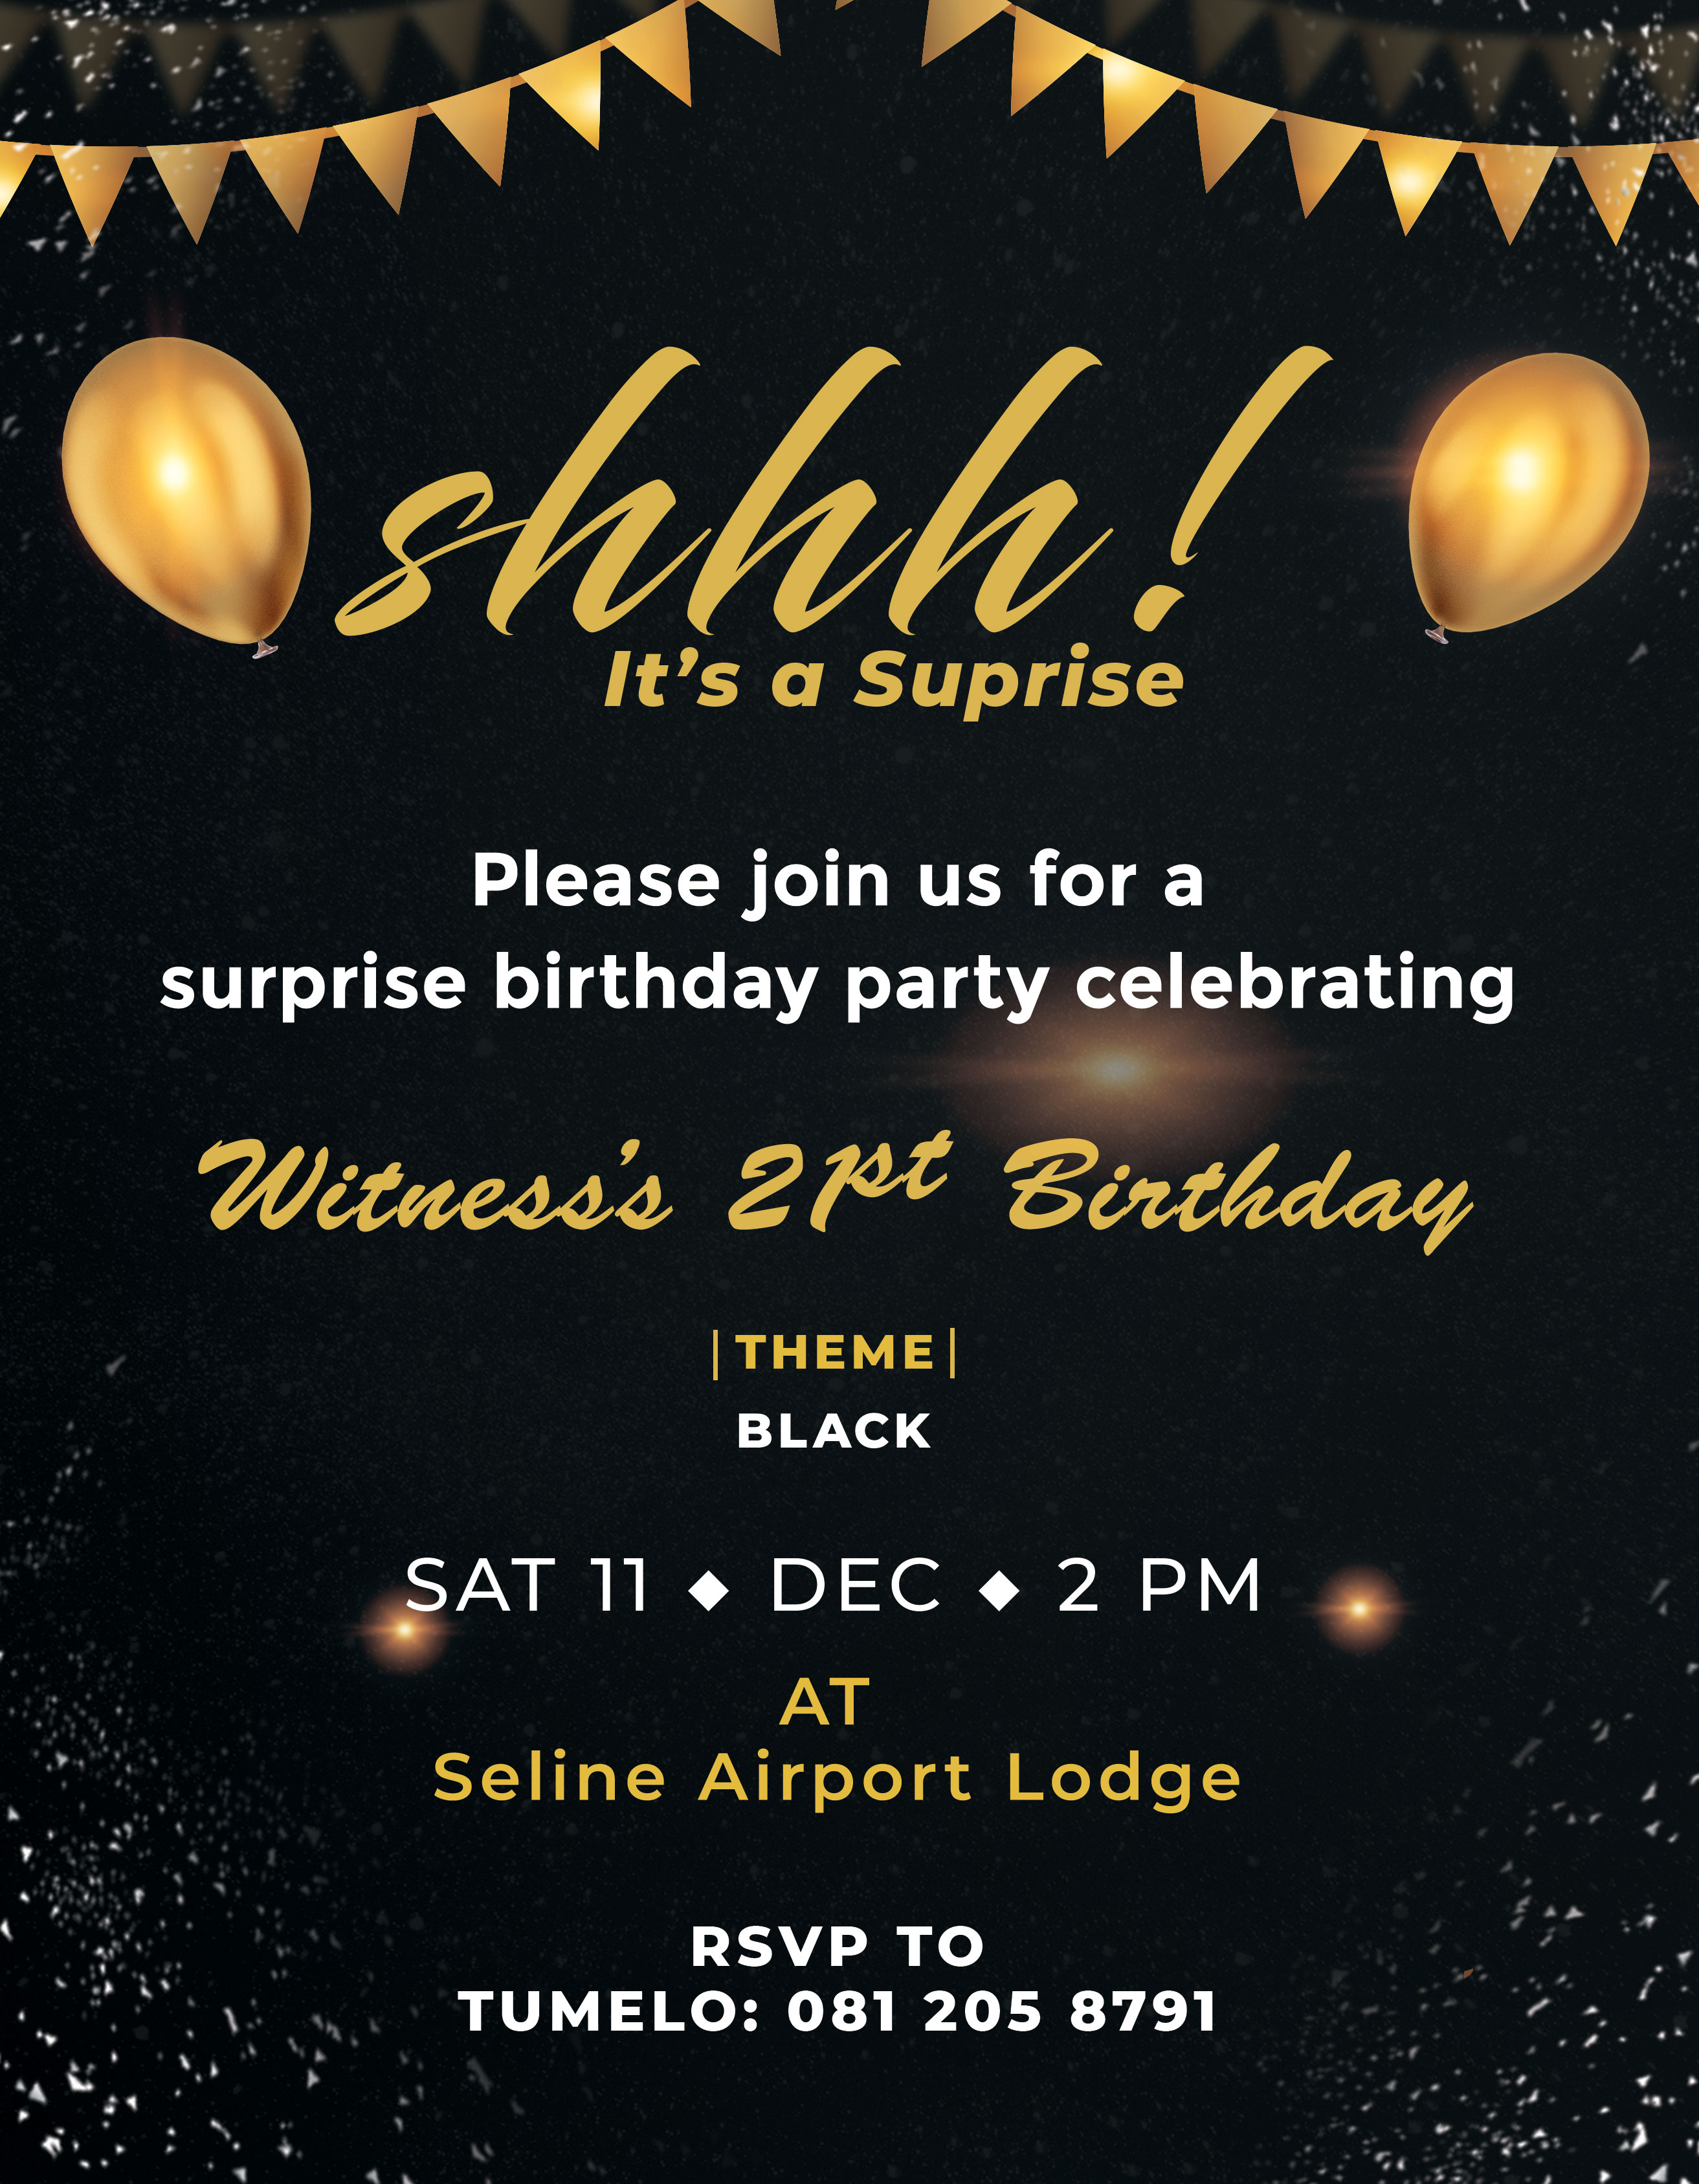 shhh!
It's a Suprise
Please join us for a
surprise birthday party celebrating
Witness's 21st Birthday
|THEME|
BLACK
SAT 11 ◆ DEC ◆ 2 PM
AT
Seline Airport Lodge
RSVP TO
TUMELO: 081 205 8791